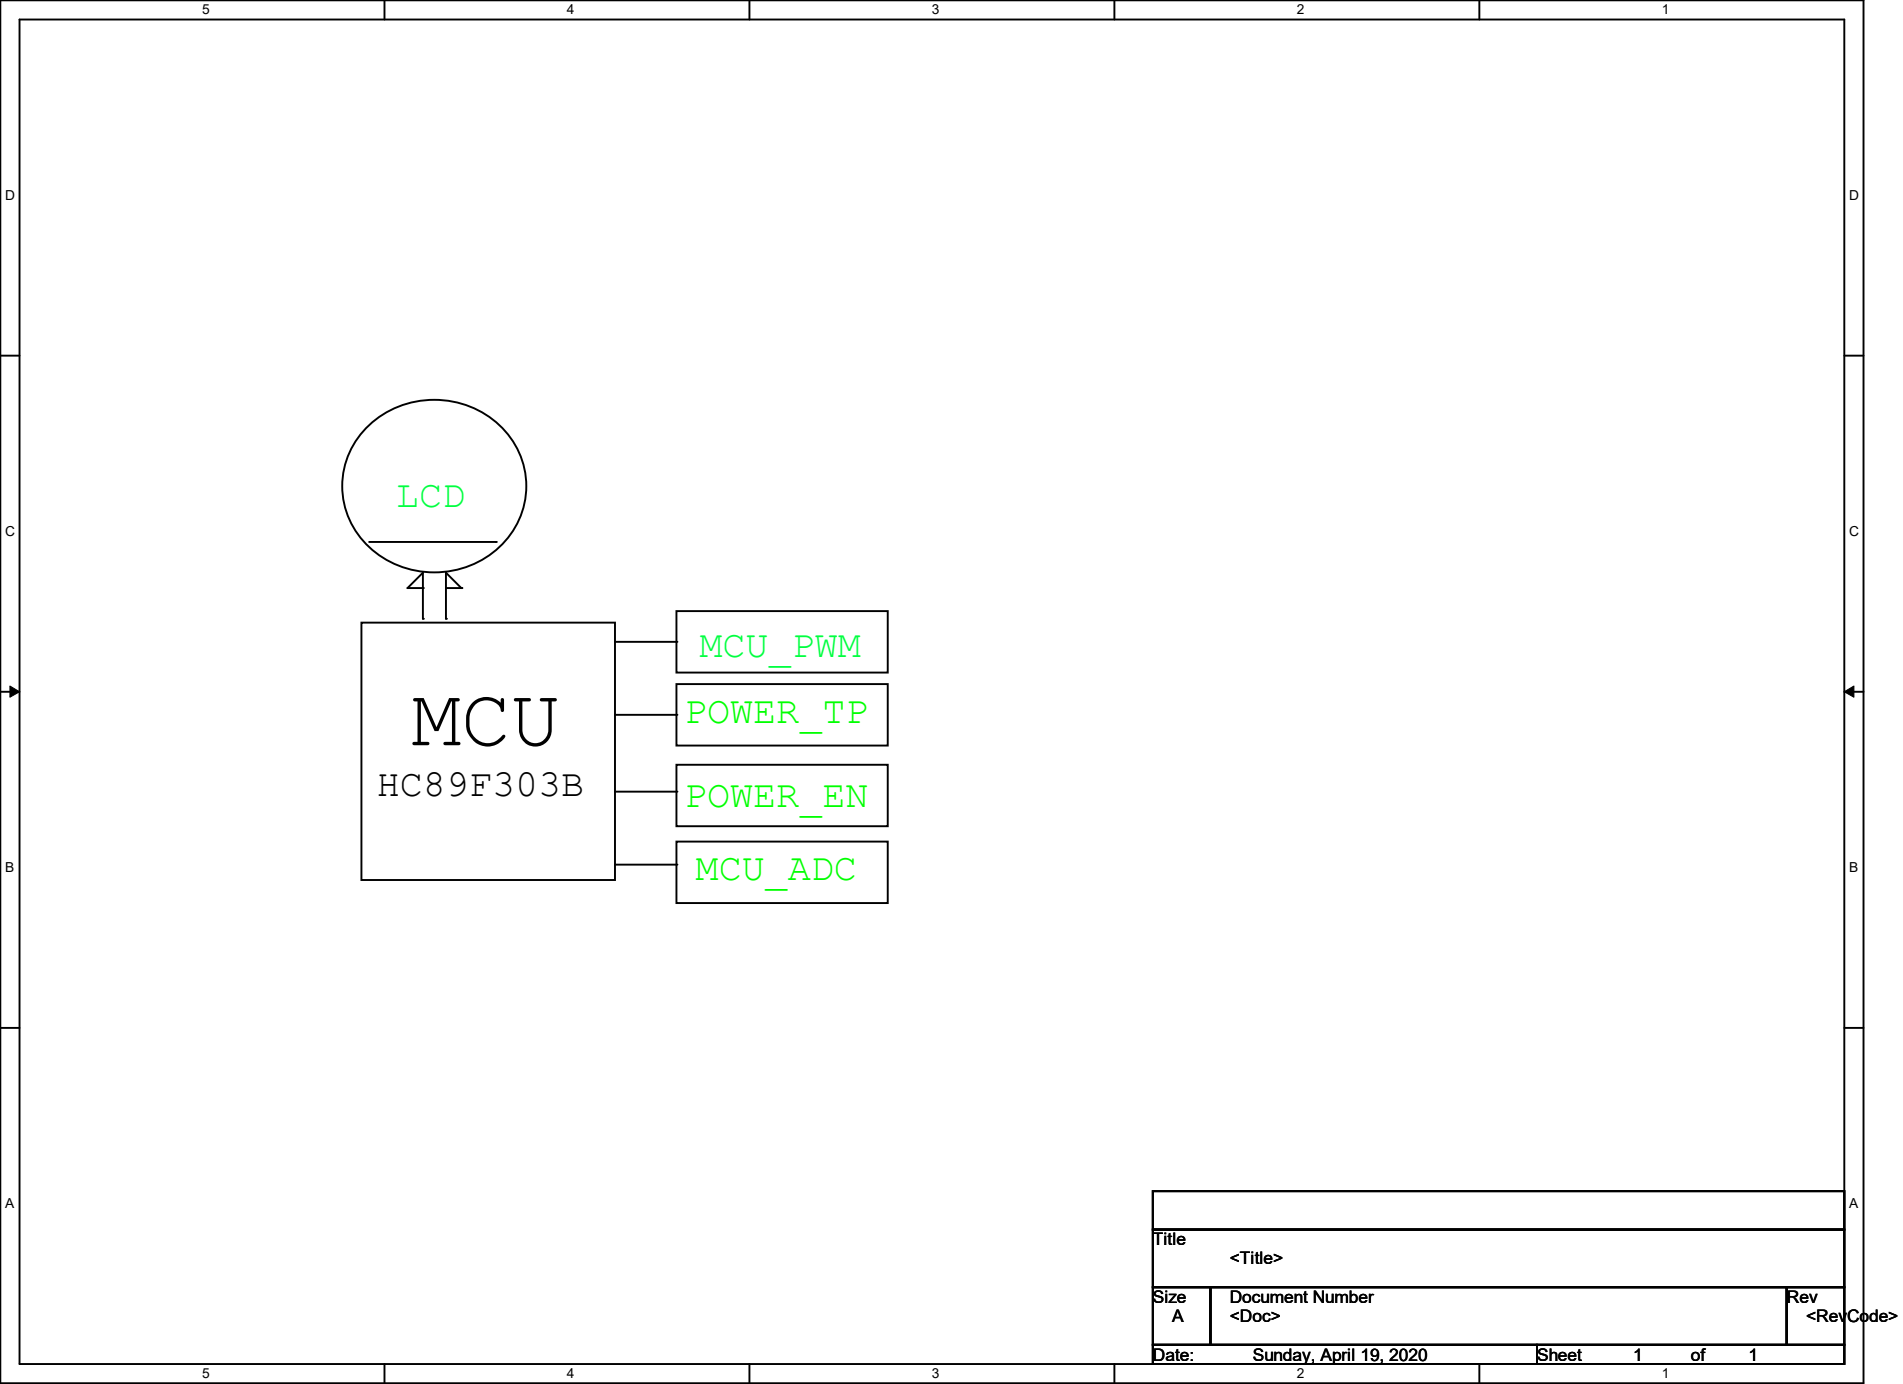 5 4 3 2 1
D D
LCD
C C
MCU_PWM
MCU
POWER_TP
HC89F303B
POWER_EN
B B
MCU_ADC
A A
Title
<Title>
Size Document Number Rev
A <Doc> <RevCode>
Date: Sunday, April 19, 2020 Sheet 1 of 1
5 4 3 2 1